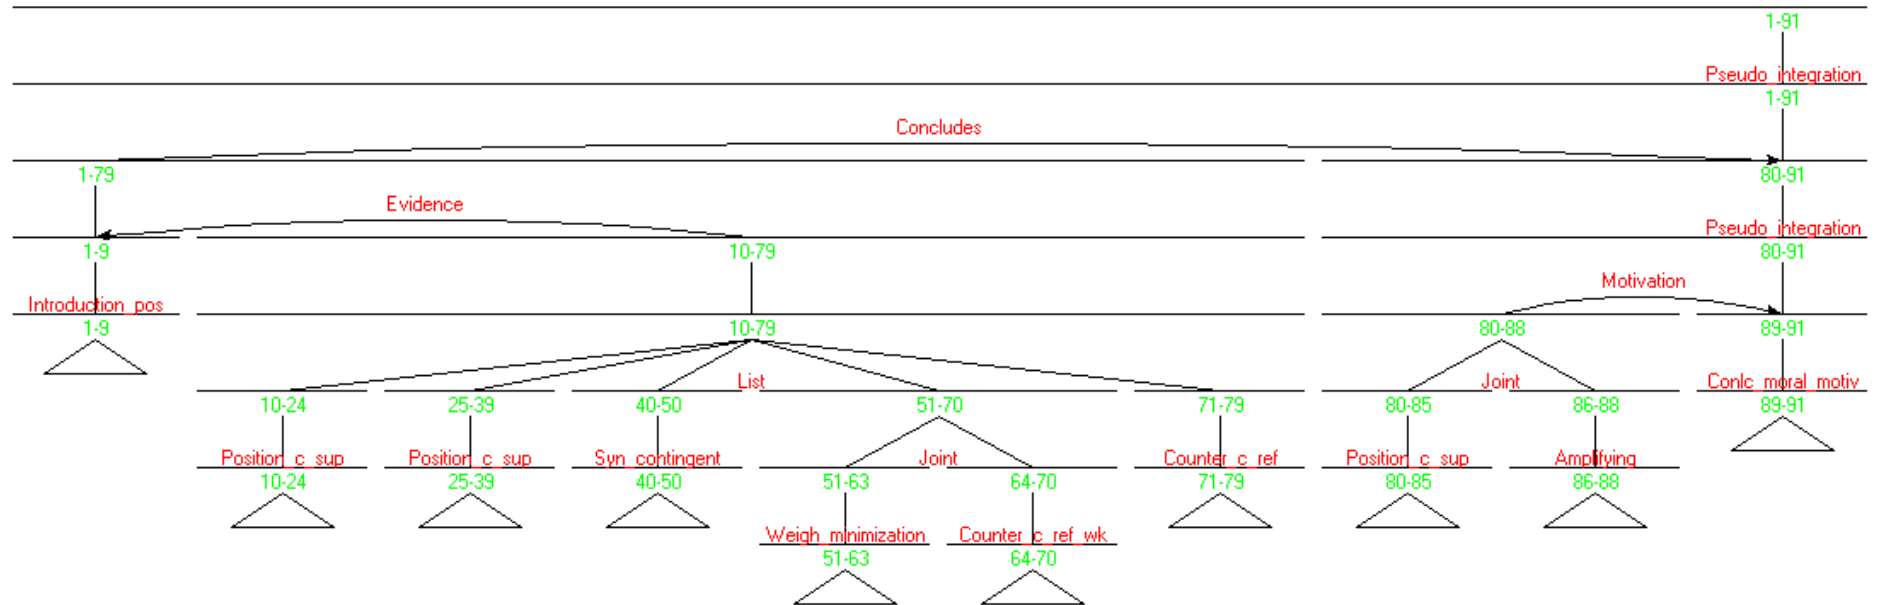 1-91
Pseudo_integration
1-91
Concludes
1-79 80-91
Evidence Pseudo_integration
1-9 10-79 80-91
Motivation
Introduction_pos
1-9 10-79 80-88 89-91
List Joint Conlc_moral_motiv
10-24 25-39 40-50 51-70 71-79 80-85 86-88 89-91
Position_c_sup Position_c_sup Syn_contingent Joint Counter_c_ref Position_c_sup Amplifying
10-24 25-39 40-50 51-63 64-70 71-79 80-85 86-88
Weigh_minimization Counter_c_ref_wk
51-63 64-70